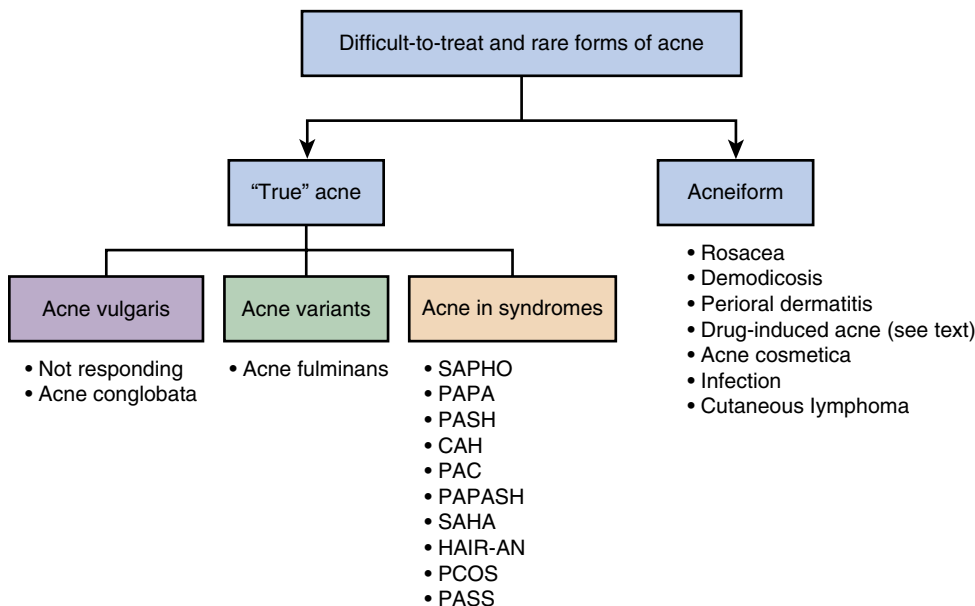 Difficult-to-treat and rare forms of acne
“True” acne
Acneiform
• Rosacea
• Demodicosis
• Perioral dermatitis
• Drug-induced acne (see text)
• Acne cosmetica
• Infection
• Cutaneous lymphoma
Acne vulgaris
• Not responding
• Acne conglobata
Acne variants
• Acne fulminans
Acne in syndromes
• SAPHO
• PAPA
• PASH
• CAH
• PAC
• PAPASH
• SAHA
• HAIR-AN
• PCOS
• PASS